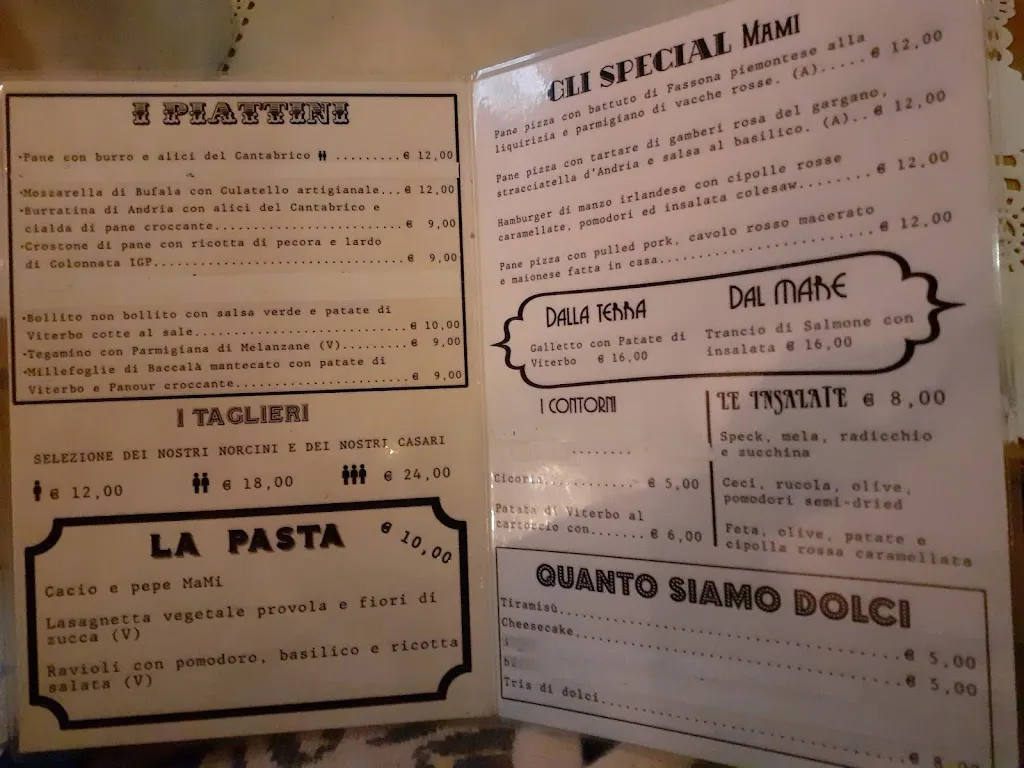 I PIATTINI
·Pane con burro e alici del Cantabrico ......... € 12,00
·Mozzarella di Bufala con Culatello artigianale... € 12,00
·Burratina di Andria con alici del Cantabrico e
cialda di pane croccante......................... € 9,00
·Crostone di pane con ricotta di pecora e lardo
di Colonnata IGP................................. € 9,00
·Bollito non bollito con salsa verde e patate di
Viterbo cotte al sale........................... € 10,00
·Tegamino con Parmigiana di Melanzane (V)......... € 9,00
·Millefoglie di Baccalà mantecato con patate di
Viterbo e Panour croccante....................... € 9,00
I TAGLIERI
SELEZIONE DEI NOSTRI NORCINI E DEI NOSTRI CASARI
€ 12,00 € 18,00 € 24,00
LA PASTA € 10,00
Cacio e pepe MaMi
Lasagnetta vegetale provola e fiori di
zucca (V)
Ravioli con pomodoro, basilico e ricotta
salata (V)
GLI SPECIAL MAMI
Pane pizza con battuto di Fassona piemontese alla
liquirizia e parmigiano di vacche rosse. (A)..... € 12,00
Pane pizza con tartare di gamberi rosa del gargano,
stracciatella d'Andria e salsa al basilico. (A).. € 12,00
Hamburger di manzo irlandese con cipolle rosse
caramellate, pomodori ed insalata colesaw........ € 12,00
Pane pizza con pulled pork, cavolo rosso macerato
e maionese fatta in casa......................... € 12,00
DALLA TERRA
Galletto con Patate di
Viterbo € 16,00
DAL MARE
Trancio di Salmone con
insalata € 16,00
I CONTORNI
........
Cicoria............ € 5,00
Patata di Viterbo al
cartoccio con....... € 6,00
LE INSALATE € 8,00
Speck, mela, radicchio
e zucchina
Ceci, rucola, olive,
pomodori semi-dried
Feta, olive, patate e
cipolla rossa caramellata
QUANTO SIAMO DOLCI
Tiramisù................................ € 5,00
Cheesecake.............................. € 5,00
Tris di dolci........................... € 8,00